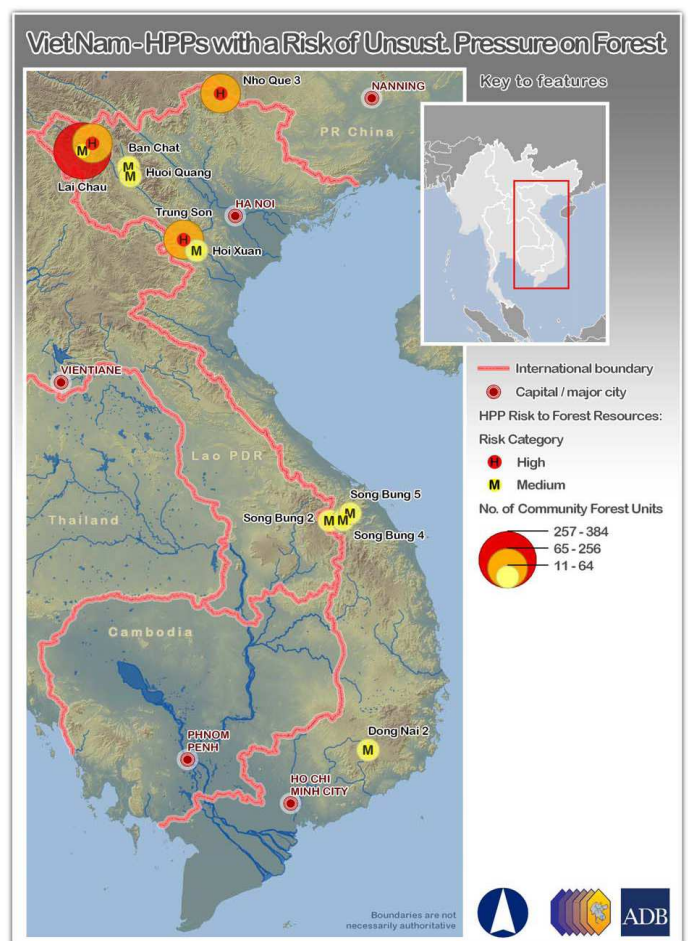 Viet Nam - HPPs with a Risk of Unsust. Pressure on Forest
Key to features
Nho Que 3
NANNING
PR China
H
Ban Chat
H
M
M
M
Huoi Quang
Lai Chau
Trung Son
HA NOI
H
M
Hoi Xuan
VIENTIANE
Lao PDR
Thailand
Song Bung 5
Song Bung 2
M
M
M
Song Bung 4
Cambodia
Dong Nai 2
M
PHNOM
PENH
HO CHI
MINH CITY
Boundaries are not
necessarily authoritative
International boundary
Capital / major city
HPP Risk to Forest Resources:
Risk Category
H High
M Medium
No. of Community Forest Units
257 - 384
65 - 256
11 - 64
ADB